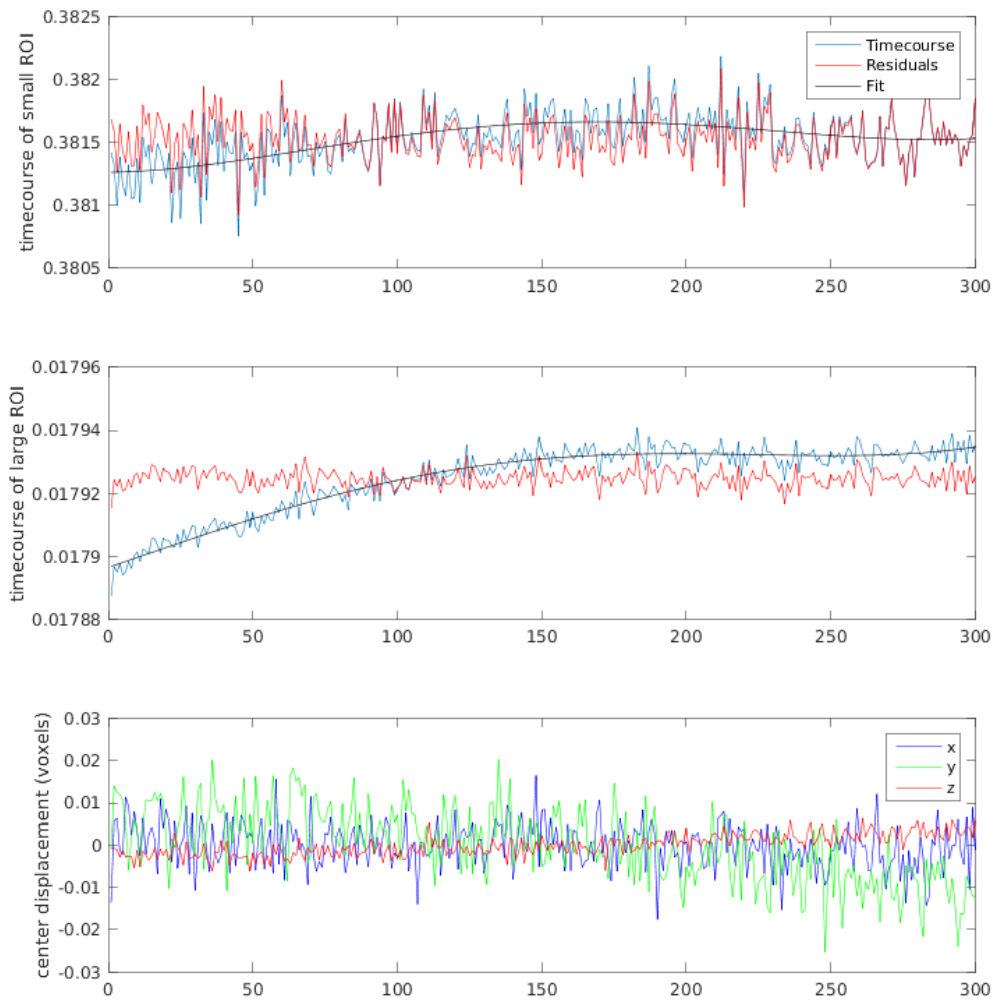 0.3825
0.382
0.3815
0.381
0.3805
timecourse of small ROI
Timecourse
Residuals
Fit
0 50 100 150 200 250 300
0.01796
0.01794
0.01792
0.0179
0.01788
timecourse of large ROI
0 50 100 150 200 250 300
0.03
0.02
0.01
0
-0.01
-0.02
-0.03
center displacement (voxels)
x
y
z
0 50 100 150 200 250 300